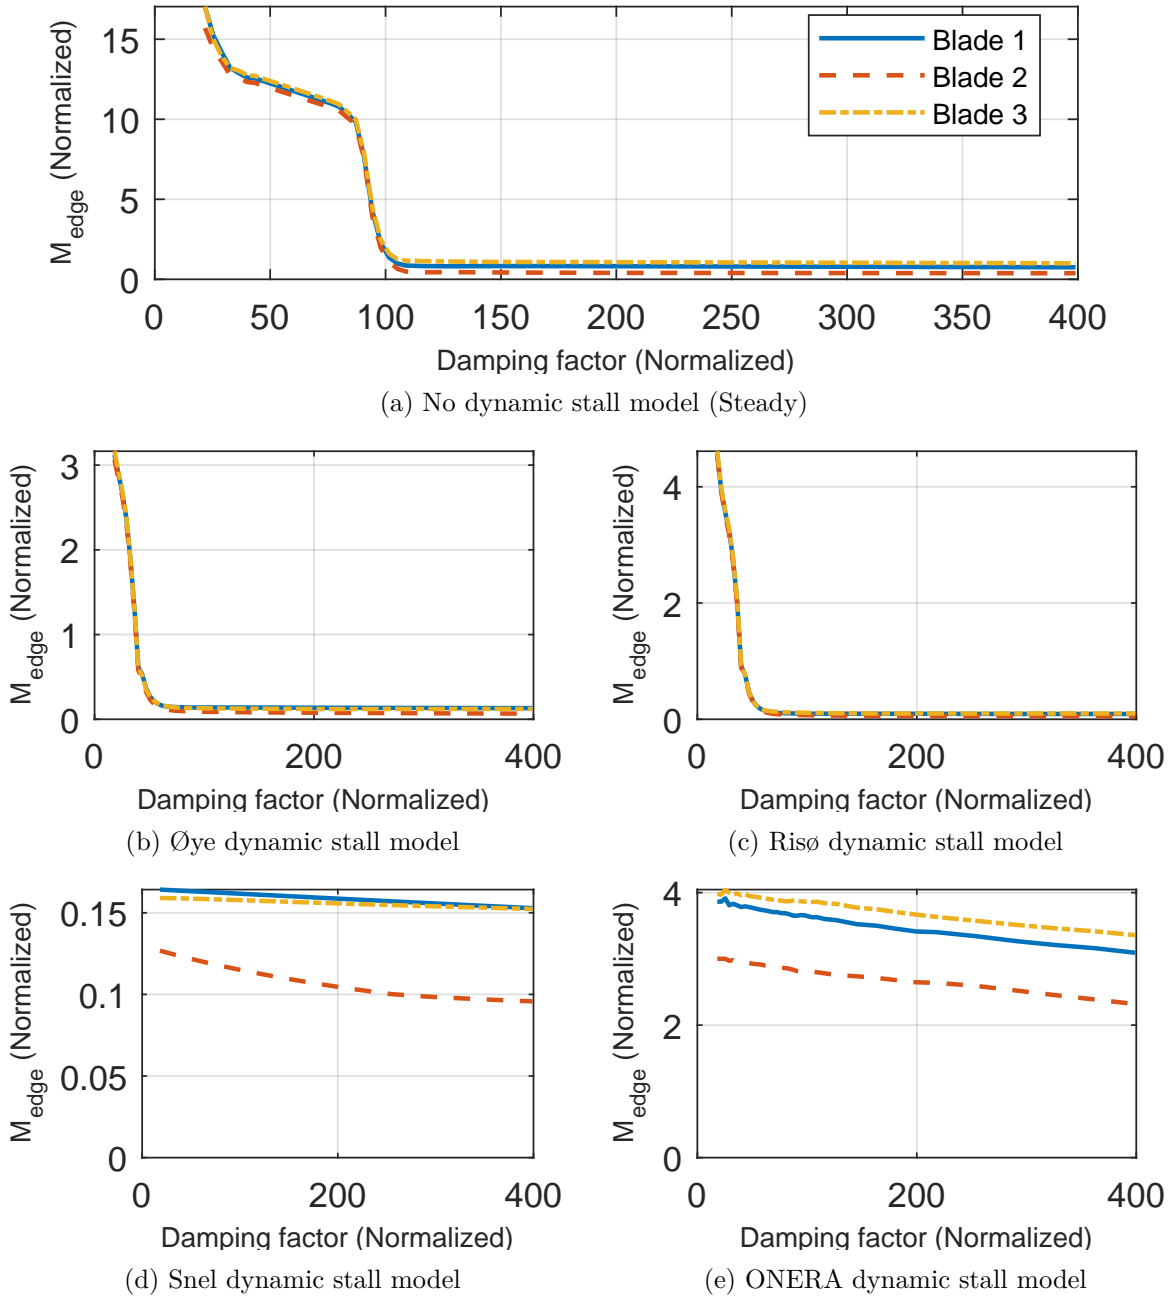 M_edge (Normalized)
15
10
5
0
Blade 1
Blade 2
Blade 3
0 50 100 150 200 250 300 350 400
Damping factor (Normalized)
(a) No dynamic stall model (Steady)
M_edge (Normalized)
3
2
1
0
0 200 400
Damping factor (Normalized)
(b) Øye dynamic stall model
M_edge (Normalized)
4
2
0
0 200 400
Damping factor (Normalized)
(c) Risø dynamic stall model
M_edge (Normalized)
0.15
0.1
0.05
0
0 200 400
Damping factor (Normalized)
(d) Snel dynamic stall model
M_edge (Normalized)
4
2
0
0 200 400
Damping factor (Normalized)
(e) ONERA dynamic stall model